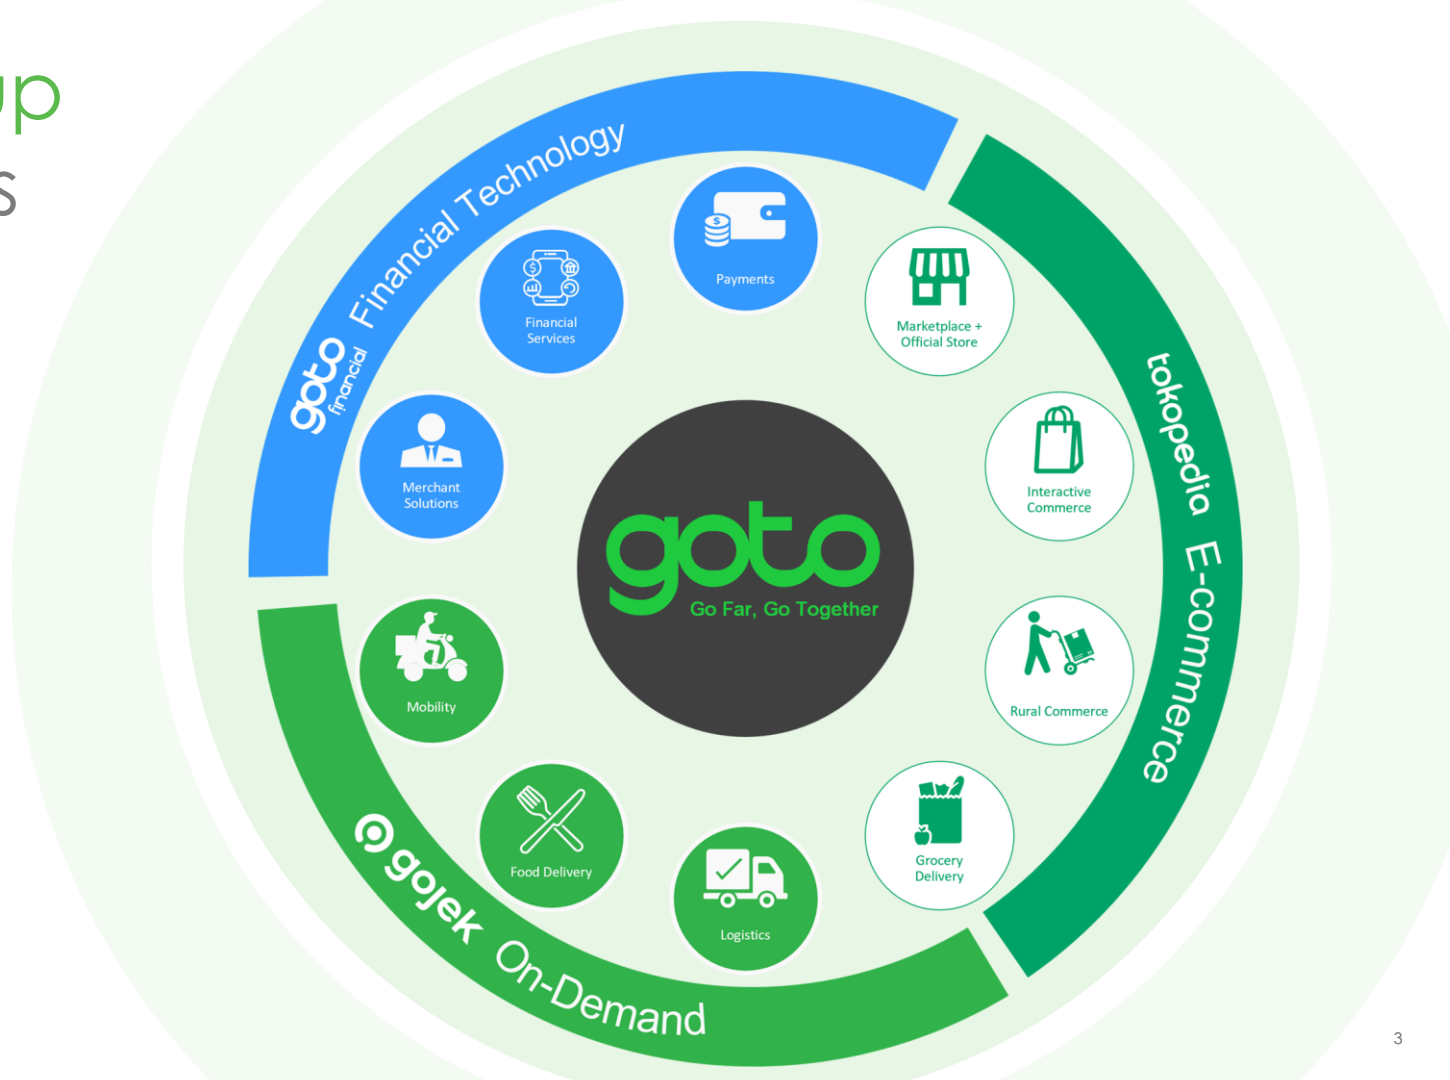 up
s
goto
financial
Financial Technology
Payments
Financial
Services
Merchant
Solutions
Marketplace +
Official Store
Interactive
Commerce
Rural Commerce
Grocery
Delivery
tokopedia E-commerce
goto
Go Far, Go Together
Mobility
Food Delivery
Logistics
gojek On-Demand
3